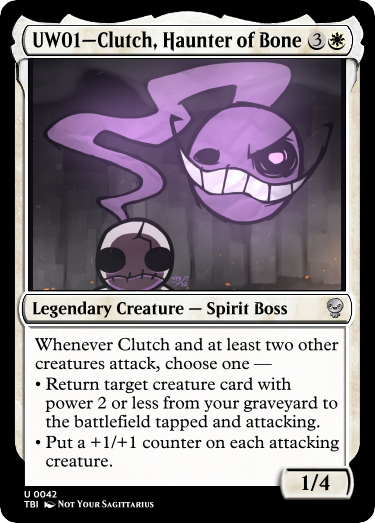 UW01—Clutch, Haunter of Bone 3
Legendary Creature — Spirit Boss
Whenever Clutch and at least two other
creatures attack, choose one —
• Return target creature card with
power 2 or less from your graveyard to
the battlefield tapped and attacking.
• Put a +1/+1 counter on each attacking
creature.
1/4
U 0042
TBI Not Your Sagittarius